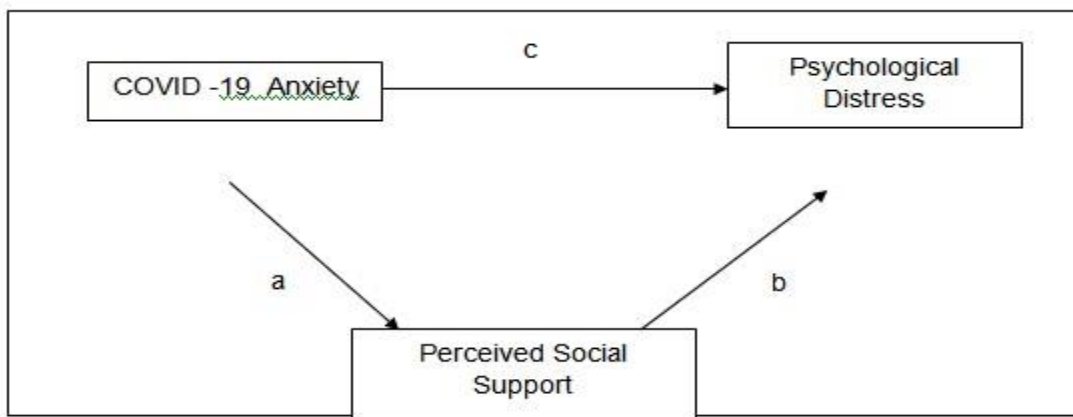 c
COVID -19 Anxiety
Psychological
Distress
a
b
Perceived Social
Support